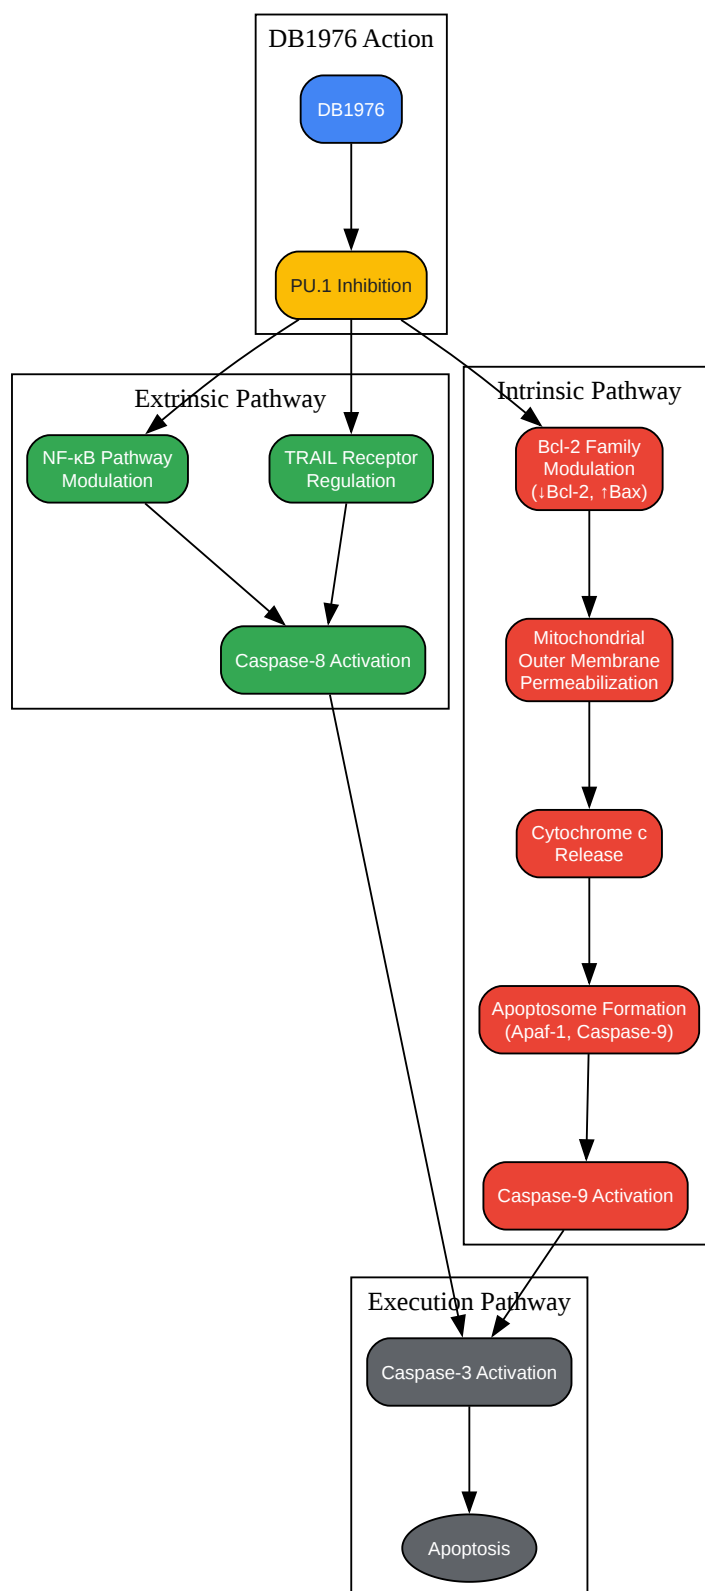 DB1976 Action
DB1976
PU.1 Inhibition
Extrinsic Pathway
NF-κB Pathway
Modulation
TRAIL Receptor
Regulation
Caspase-8 Activation
Intrinsic Pathway
Bcl-2 Family
Modulation
(↓Bcl-2, ↑Bax)
Mitochondrial
Outer Membrane
Permeabilization
Cytochrome c
Release
Apoptosome Formation
(Apaf-1, Caspase-9)
Caspase-9 Activation
Execution Pathway
Caspase-3 Activation
Apoptosis